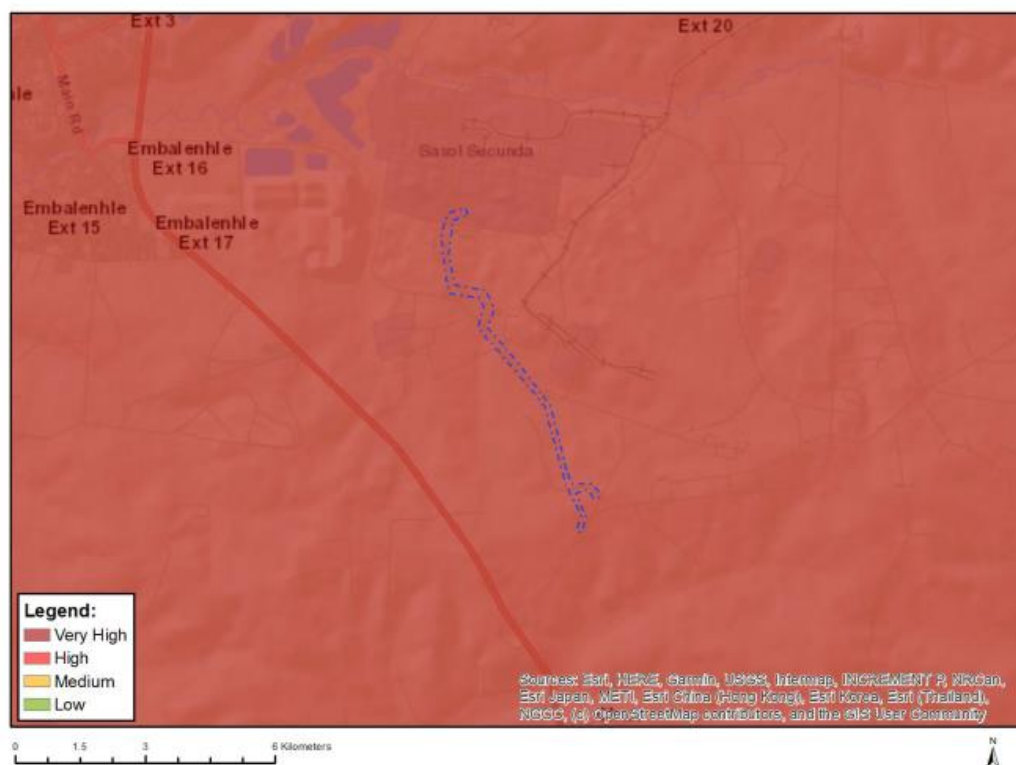 Ext 3
Ext 20
Main Rd
Embalenhle
Ext 16
Sasol Secunda
Embalenhle
Ext 15
Embalenhle
Ext 17
Legend:
Very High
High
Medium
Low
Sources: Esri, HERE, Garmin, USGS, Intermap, INCREMENT P, NRCan,
Esri Japan, METI, Esri China (Hong Kong), Esri Korea, Esri (Thailand),
NGCC, (c) OpenStreetMap contributors, and the GIS User Community
0 1.5 3 6 Kilometers
N